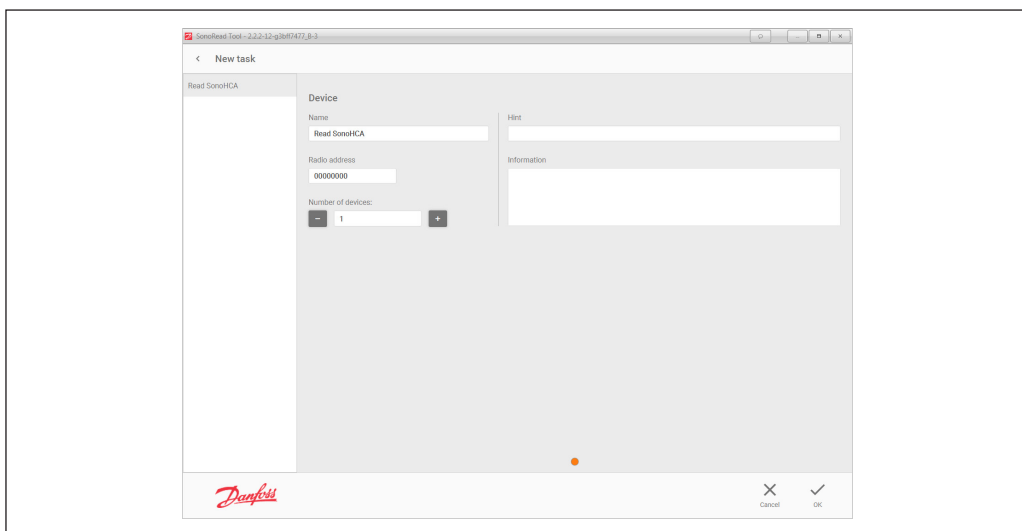 SonoRead Tool - 2.2.2-12-g3bff7477_8-3
New task
Read SonoHCA
Device
Name
Read SonoHCA
Radio address
00000000
Number of devices:
1
Hint
Information
Danfoss
Cancel
OK